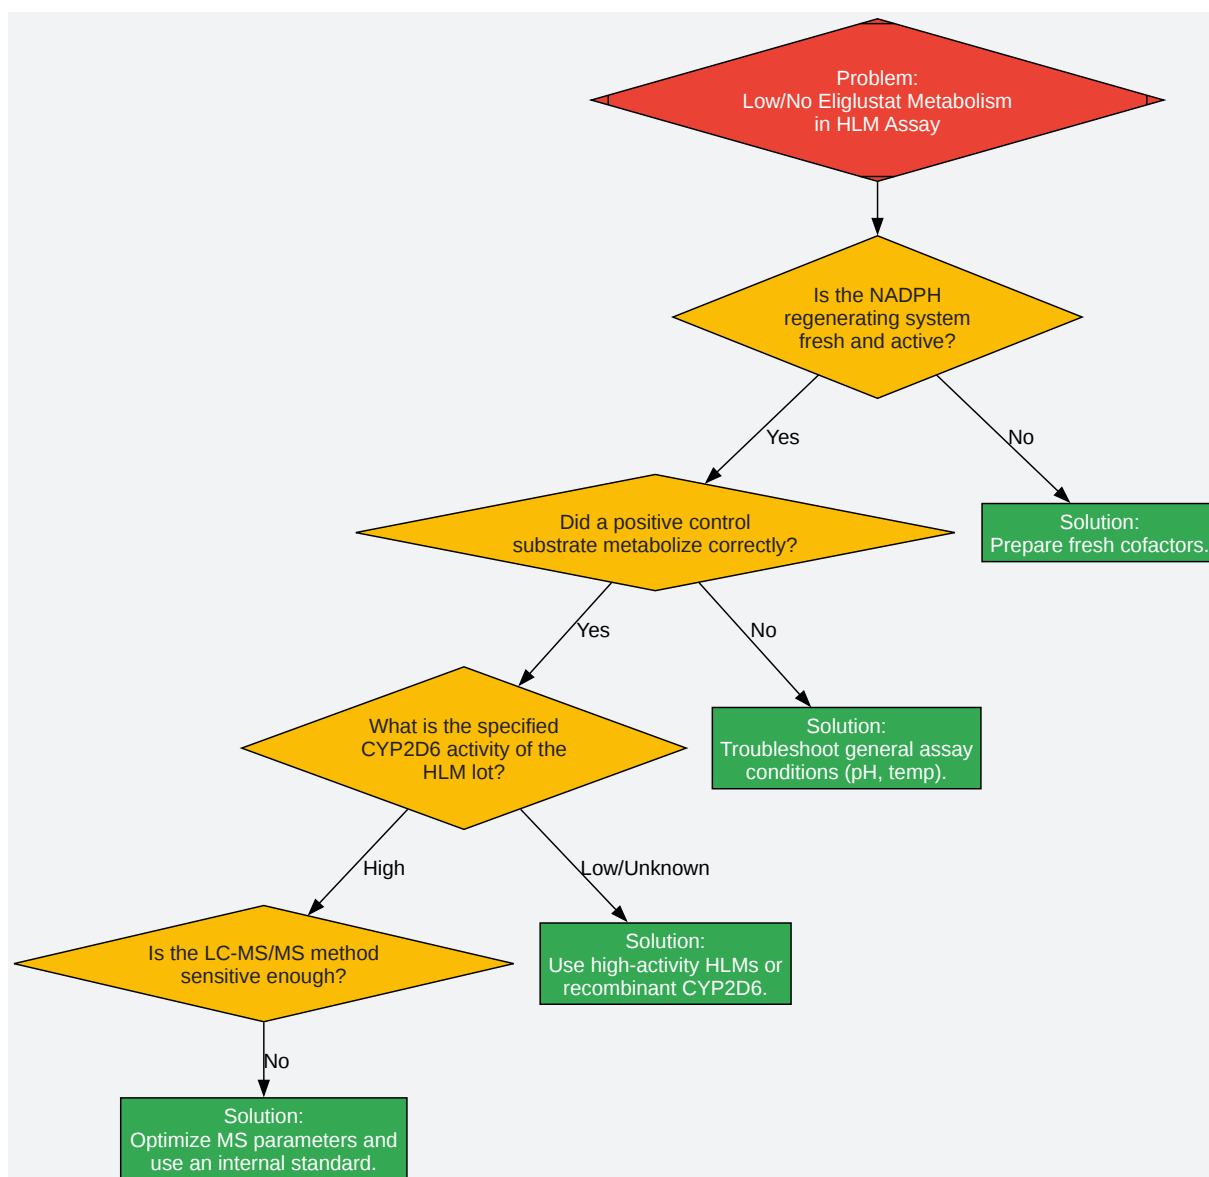 Problem:
Low/No Eliglustat Metabolism
in HLM Assay
Is the NADPH
regenerating system
fresh and active?
Yes
No
Did a positive control
substrate metabolize correctly?
Solution:
Prepare fresh cofactors.
Yes
No
What is the specified
CYP2D6 activity of the
HLM lot?
Solution:
Troubleshoot general assay
conditions (pH, temp).
High
Low/Unknown
Is the LC-MS/MS method
sensitive enough?
Solution:
Use high-activity HLMs or
recombinant CYP2D6.
No
Solution:
Optimize MS parameters and
use an internal standard.